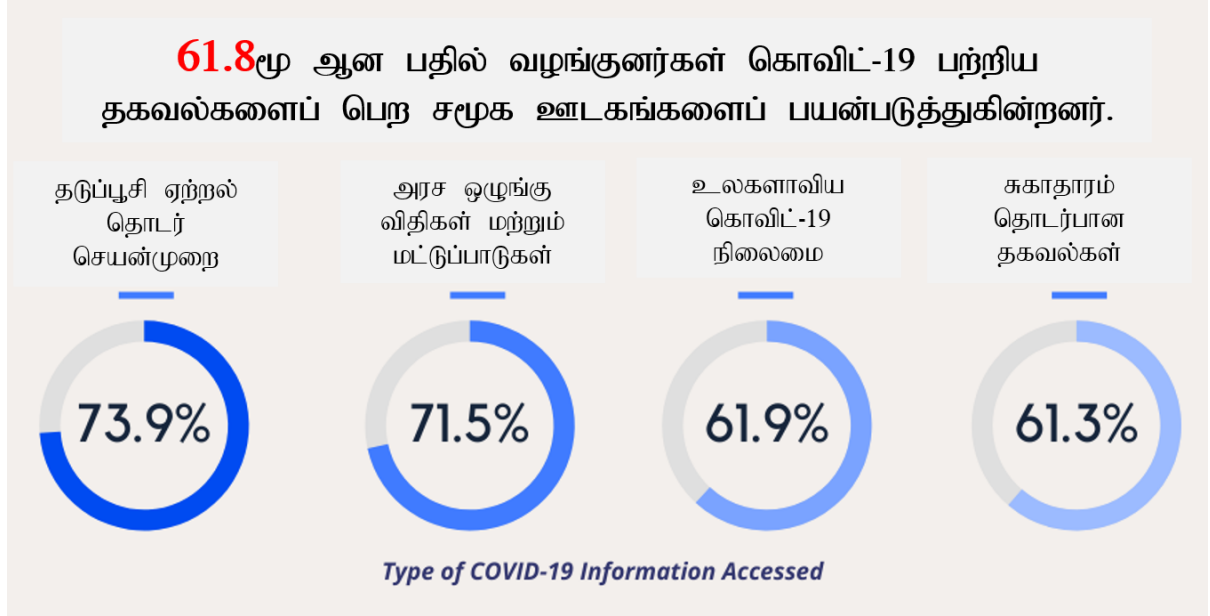 61.8மூ ஆன பதில் வழங்குனர்கள் கொவிட்-19 பற்றிய
தகவல்களைப் பெற சமூக ஊடகங்களைப் பயன்படுத்துகின்றனர்.
தடுப்பூசி ஏற்றல்
தொடர்
செயன்முறை
அரச ஒழுங்கு
விதிகள் மற்றும்
மட்டுப்பாடுகள்
உலகளாவிய
கொவிட்-19
நிலைமை
சுகாதாரம்
தொடர்பான
தகவல்கள்
73.9%
71.5%
61.9%
61.3%
Type of COVID-19 Information Accessed